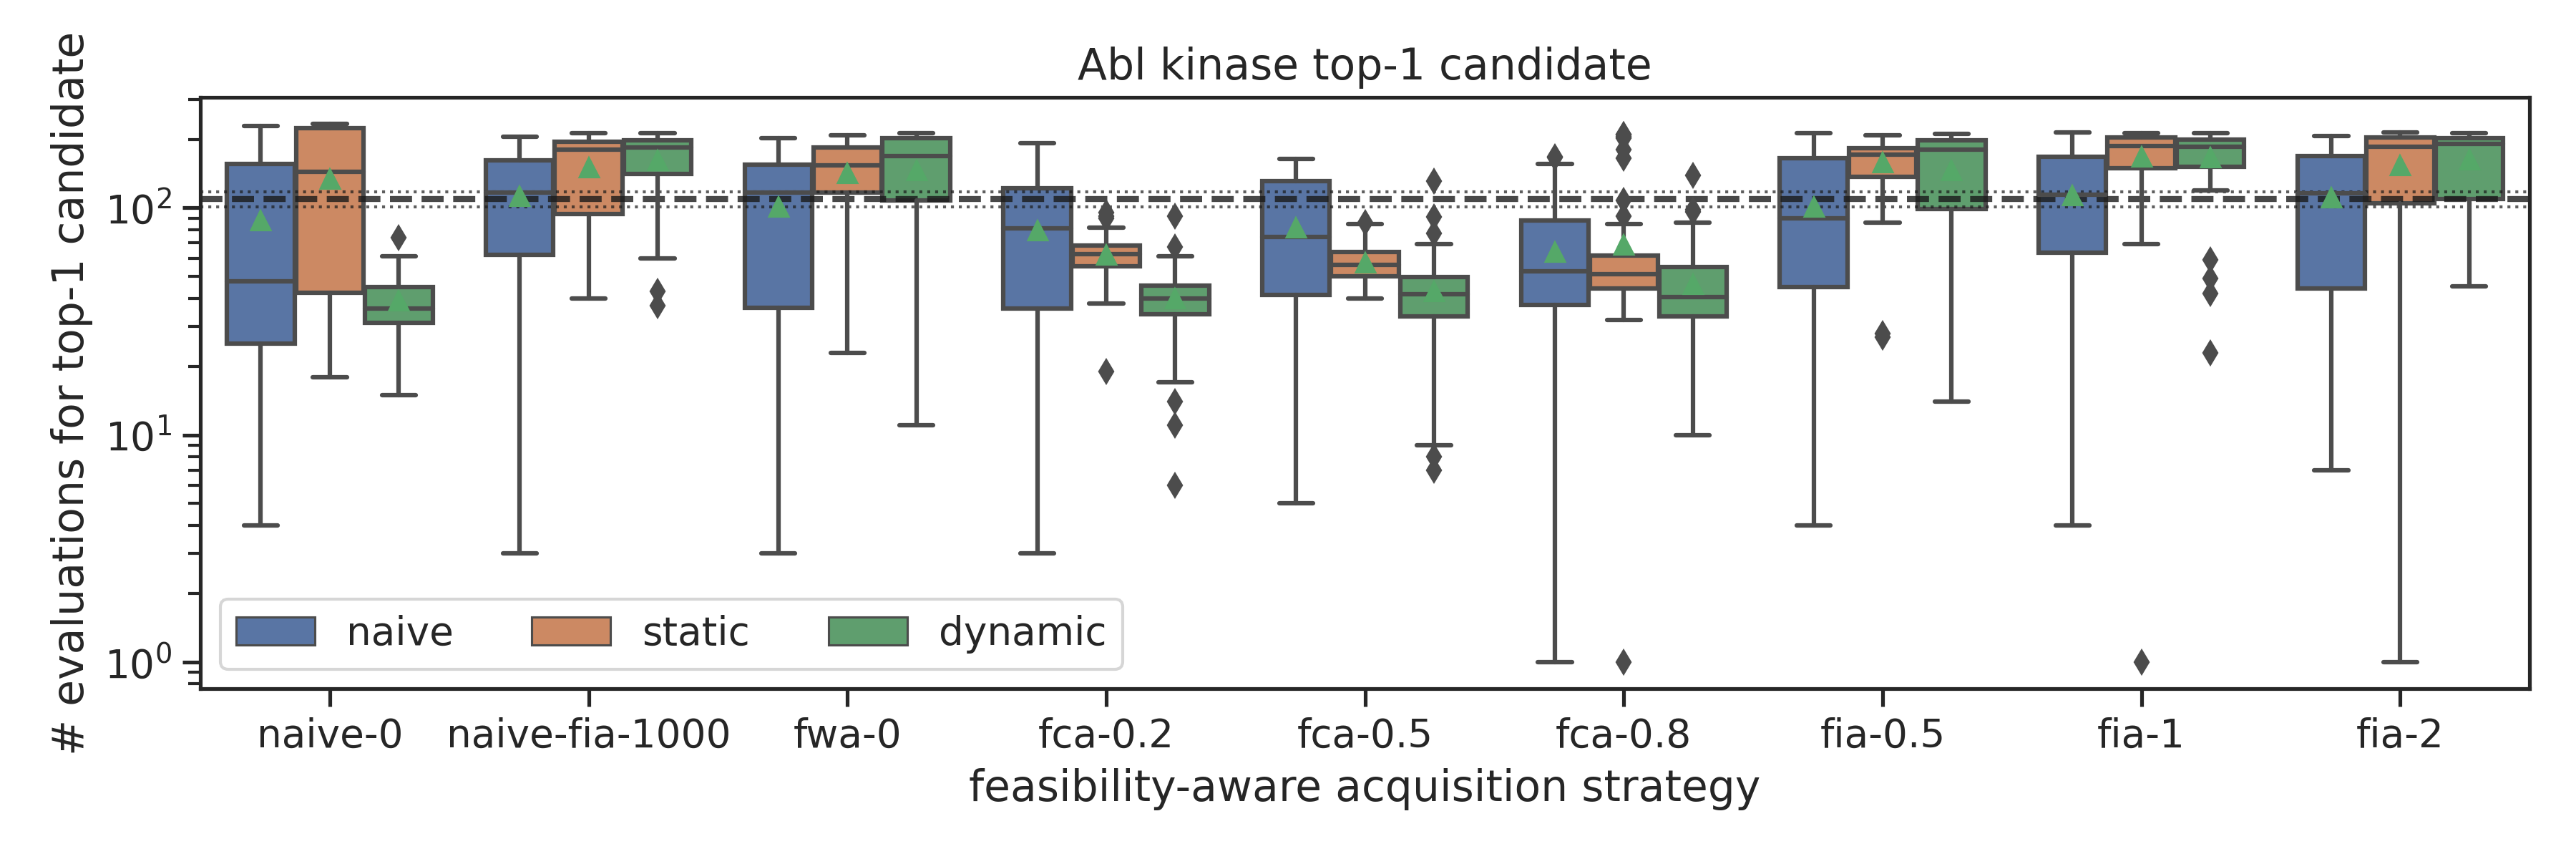 Abl kinase top-1 candidate
# evaluations for top-1 candidate
10²
10¹
10⁰
naive static dynamic
naive-0 naive-fia-1000 fwa-0 fca-0.2 fca-0.5 fca-0.8 fia-0.5 fia-1 fia-2
feasibility-aware acquisition strategy